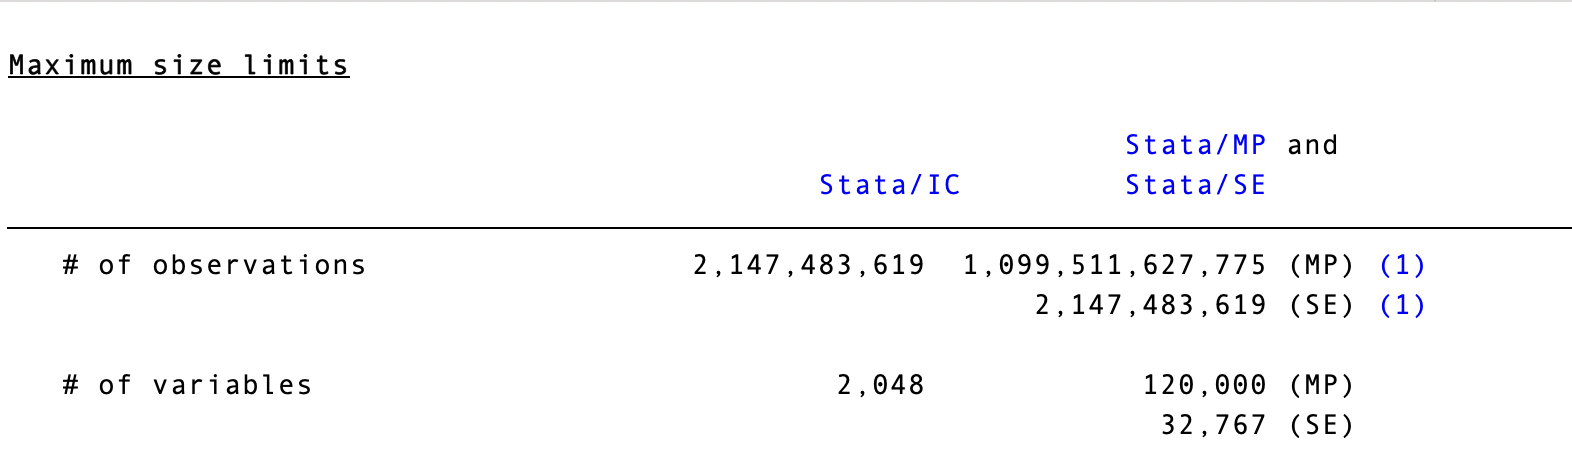 Maximum size limits
Stata/MP and
Stata/IC Stata/SE
# of observations 2,147,483,619 1,099,511,627,775 (MP) (1)
2,147,483,619 (SE) (1)
# of variables 2,048 120,000 (MP)
32,767 (SE)